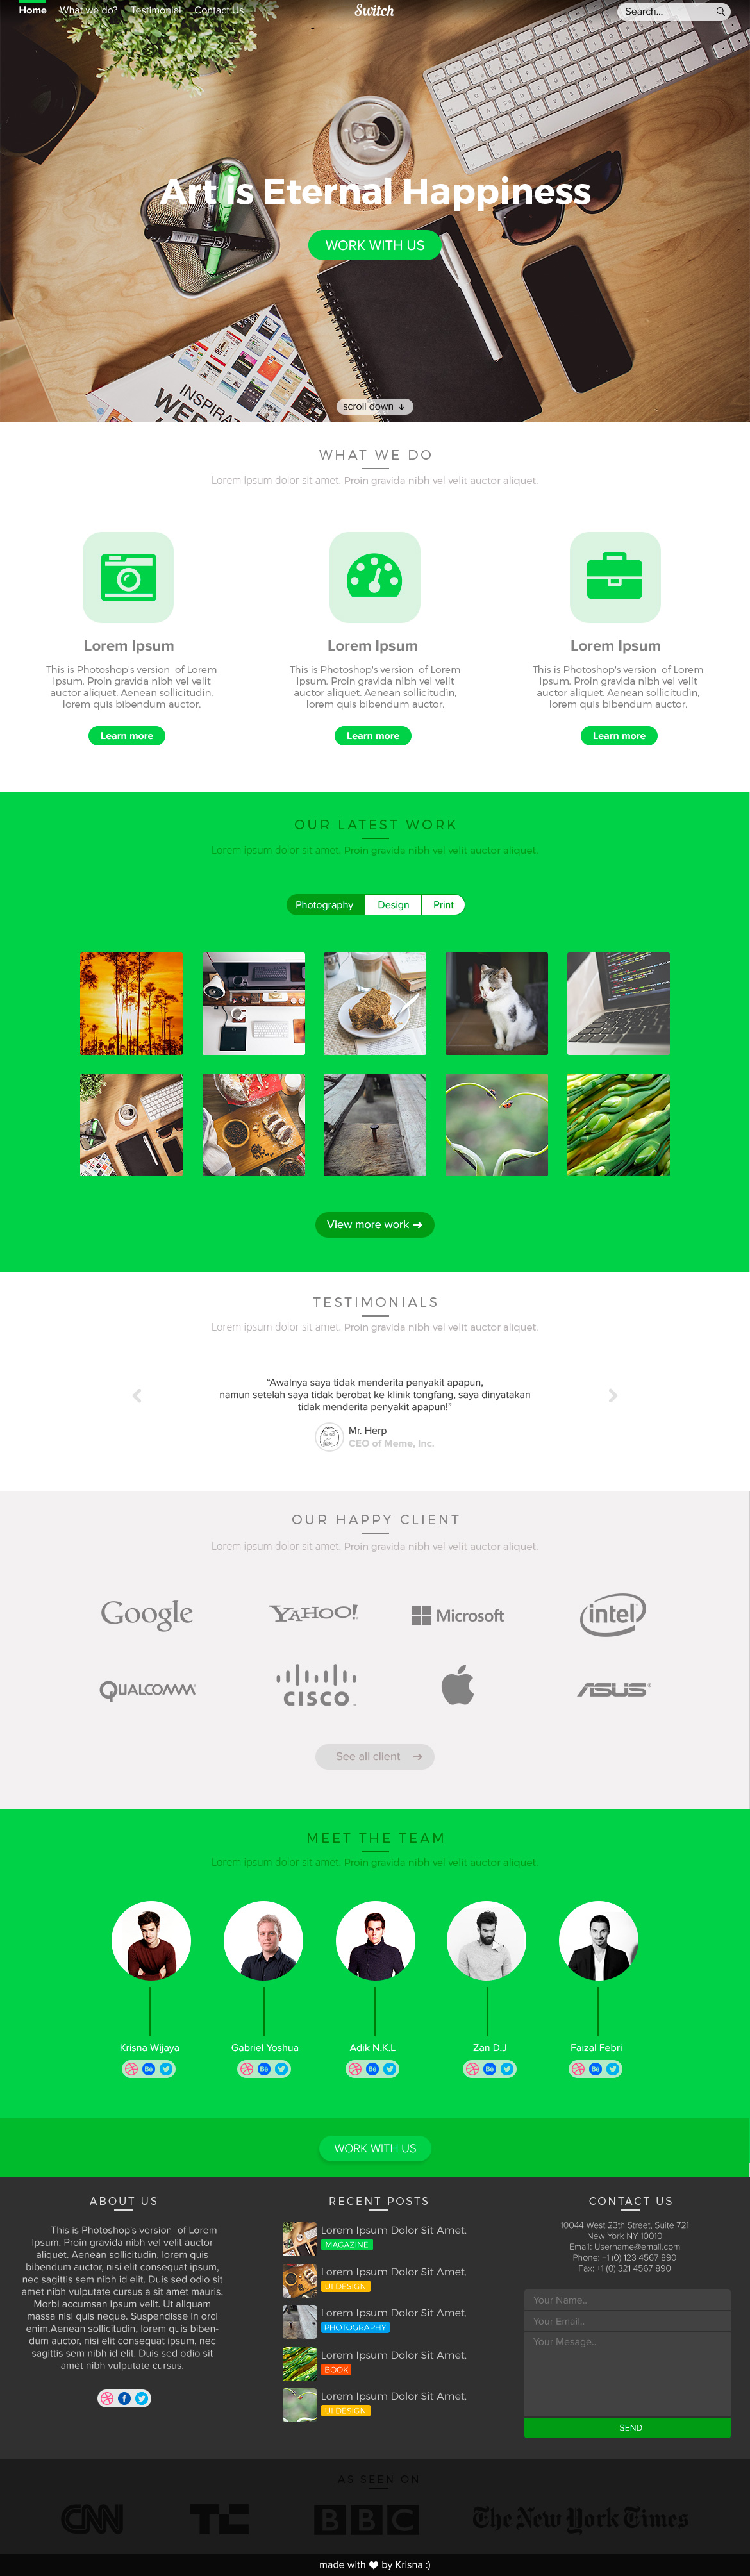 Home What we do? Testimonial Contact Us Switch Search...
Art is Eternal Happiness
WORK WITH US
INSPIRA
WEB
scroll down
WHAT WE DO
Lorem ipsum dolor sit amet. Proin gravida nibh vel velit auctor aliquet.
Lorem Ipsum
This is Photoshop's version of Lorem
Ipsum. Proin gravida nibh vel velit
auctor aliquet. Aenean sollicitudin,
lorem quis bibendum auctor,
Learn more
Lorem Ipsum
This is Photoshop's version of Lorem
Ipsum. Proin gravida nibh vel velit
auctor aliquet. Aenean sollicitudin,
lorem quis bibendum auctor,
Learn more
Lorem Ipsum
This is Photoshop's version of Lorem
Ipsum. Proin gravida nibh vel velit
auctor aliquet. Aenean sollicitudin,
lorem quis bibendum auctor,
Learn more
OUR LATEST WORK
Lorem ipsum dolor sit amet. Proin gravida nibh vel velit auctor aliquet.
Photography Design Print
View more work
TESTIMONIALS
Lorem ipsum dolor sit amet. Proin gravida nibh vel velit auctor aliquet.
“Awalnya saya tidak menderita penyakit apapun,
namun setelah saya tidak berobat ke klinik tongfang, saya dinyatakan
tidak menderita penyakit apapun!”
Mr. Herp
CEO of Meme, Inc.
OUR HAPPY CLIENT
Lorem ipsum dolor sit amet. Proin gravida nibh vel velit auctor aliquet.
Google YAHOO! Microsoft intel
QUALCOMM CISCO ASUS
See all client
MEET THE TEAM
Lorem ipsum dolor sit amet. Proin gravida nibh vel velit auctor aliquet.
Krisna Wijaya Gabriel Yoshua Adik N.K.L Zan D.J Faizal Febri
Bē Bē Bē Bē Bē
WORK WITH US
ABOUT US
This is Photoshop's version of Lorem
Ipsum. Proin gravida nibh vel velit auctor
aliquet. Aenean sollicitudin, lorem quis
bibendum auctor, nisi elit consequat ipsum,
nec sagittis sem nibh id elit. Duis sed odio sit
amet nibh vulputate cursus a sit amet mauris.
Morbi accumsan ipsum velit. Ut aliquam
massa nisl quis neque. Suspendisse in orci
enim.Aenean sollicitudin, lorem quis biben-
dum auctor, nisi elit consequat ipsum, nec
sagittis sem nibh id elit. Duis sed odio sit
amet nibh vulputate cursus.
RECENT POSTS
Lorem Ipsum Dolor Sit Amet.
MAGAZINE
Lorem Ipsum Dolor Sit Amet.
UI DESIGN
Lorem Ipsum Dolor Sit Amet.
PHOTOGRAPHY
Lorem Ipsum Dolor Sit Amet.
BOOK
Lorem Ipsum Dolor Sit Amet.
UI DESIGN
CONTACT US
10044 West 23th Street, Suite 721
New York NY 10010
Email: Username@email.com
Phone: +1 (0) 123 4567 890
Fax: +1 (0) 321 4567 890
Your Name..
Your Email..
Your Mesage..
SEND
AS SEEN ON
CNN TC BBC The New York Times
made with by Krisna :)